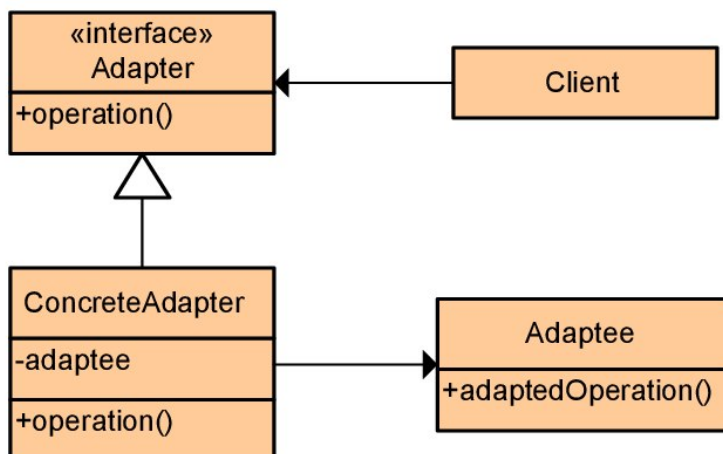 «interface»
Adapter
+operation()
Client
ConcreteAdapter
-adaptee
+operation()
Adaptee
+adaptedOperation()